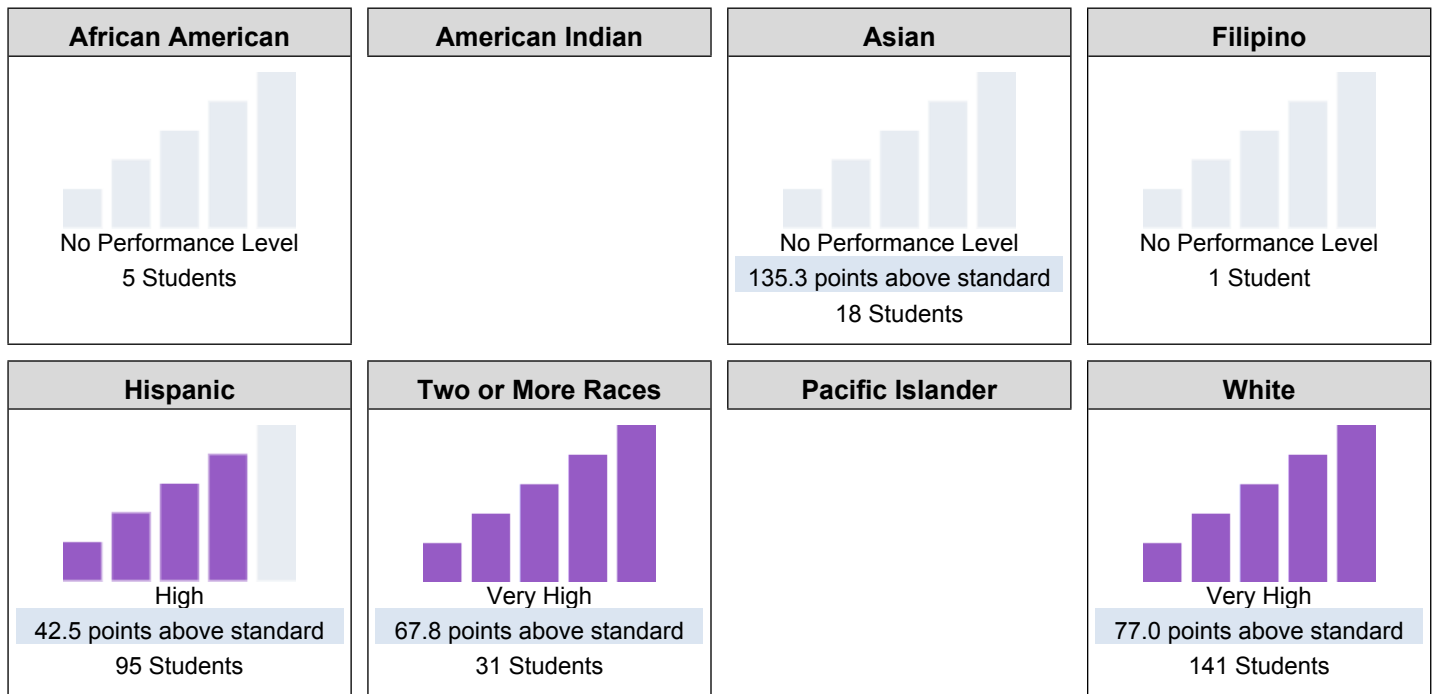 African American
No Performance Level
5 Students
American Indian
Asian
No Performance Level
135.3 points above standard
18 Students
Filipino
No Performance Level
1 Student
Hispanic
High
42.5 points above standard
95 Students
Two or More Races
Very High
67.8 points above standard
31 Students
Pacific Islander
White
Very High
77.0 points above standard
141 Students